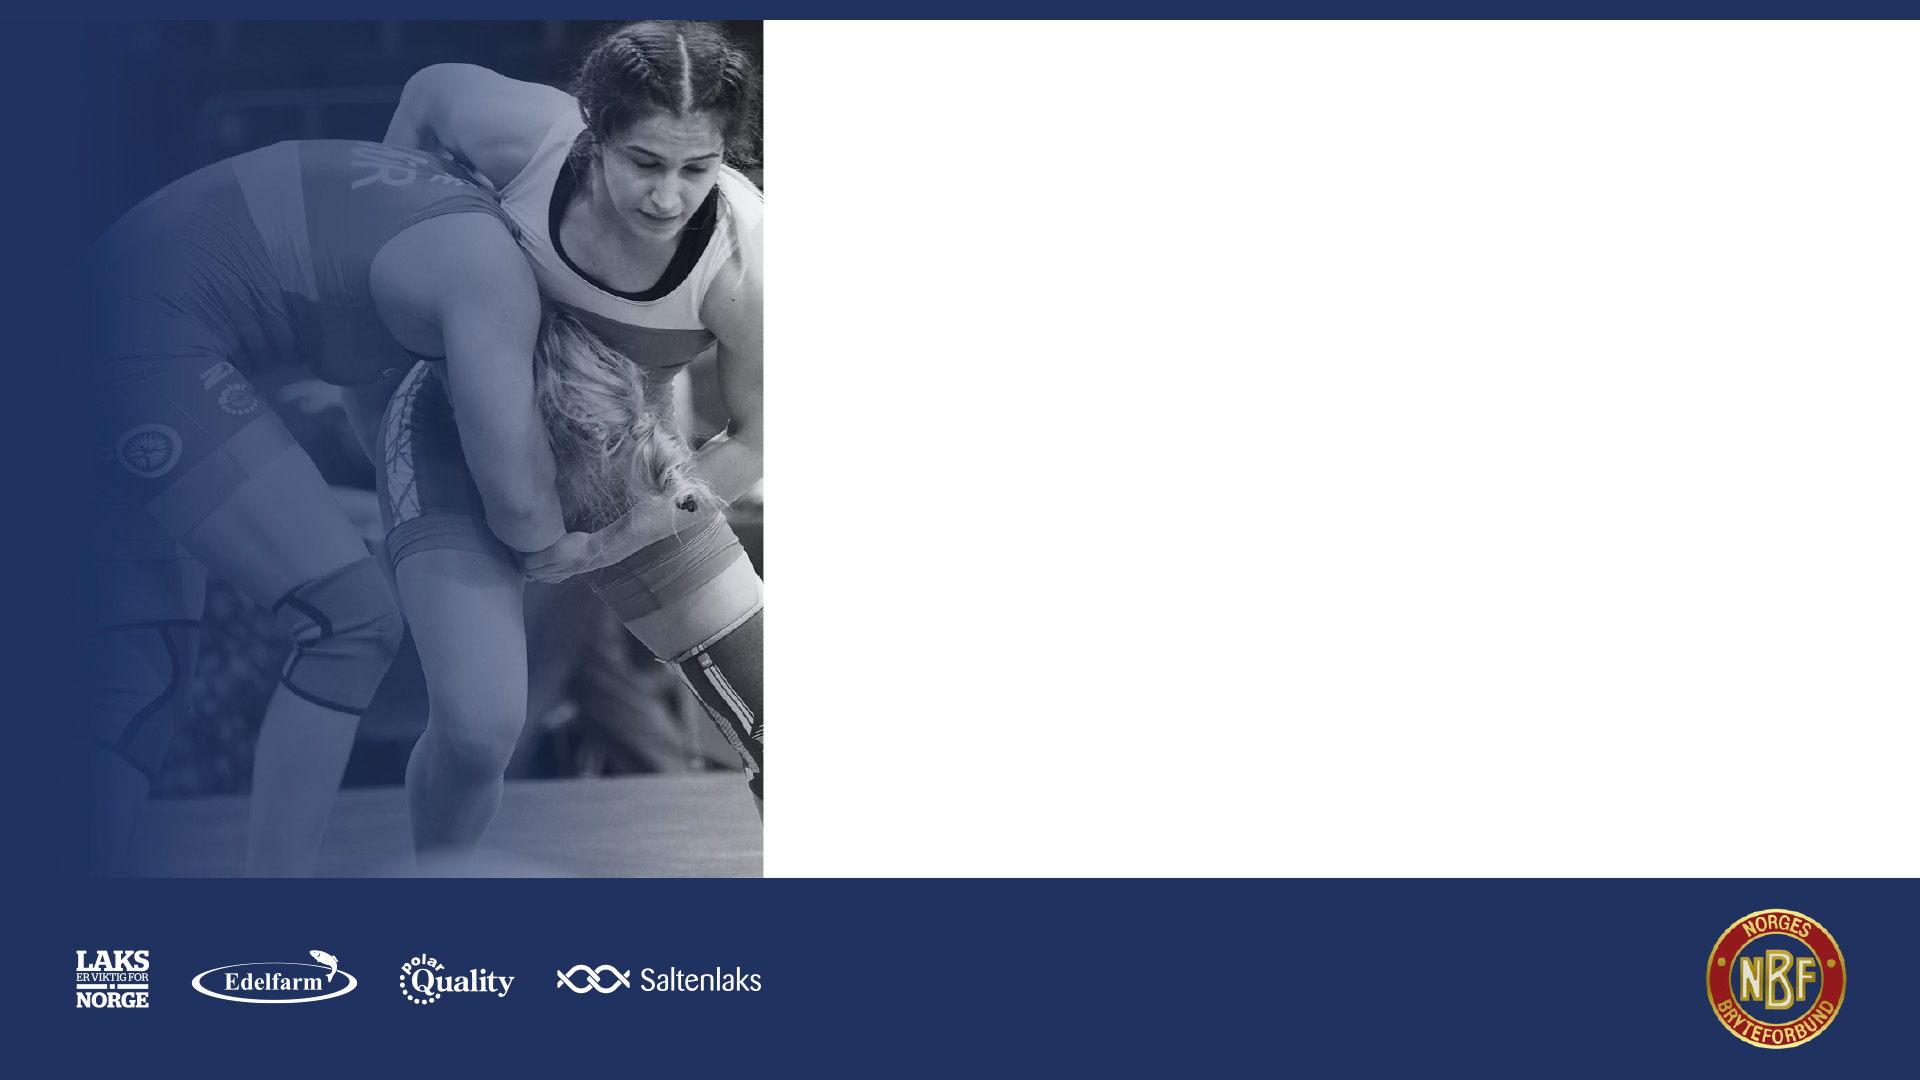 LAKS
ER VIKTIG FOR
NORGE
Edelfarm
polar
Quality
Saltenlaks
NORGES
NBF
BRYTEFORBUND